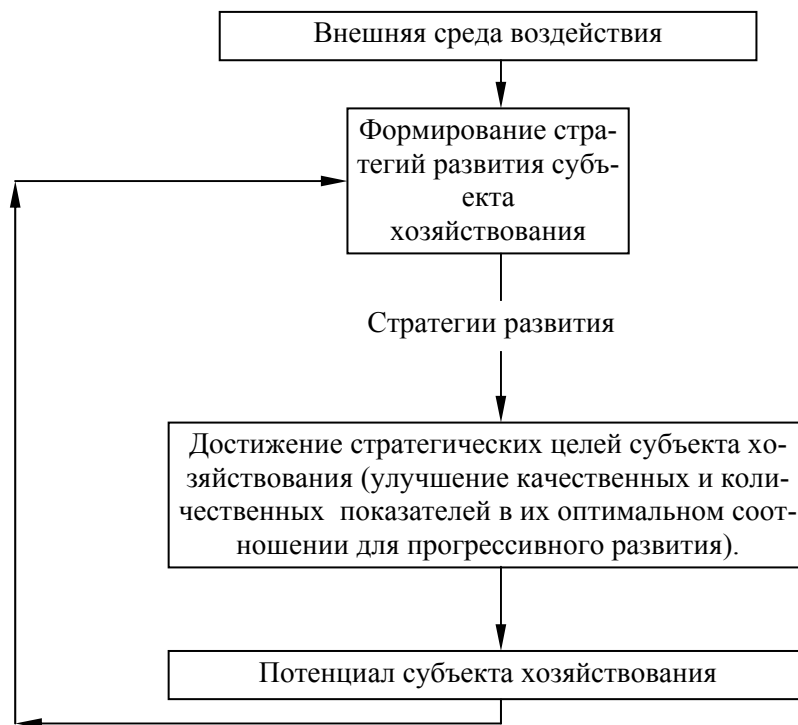 Внешняя среда воздействия
Формирование стра-
тегий развития субъ-
екта
хозяйствования
Стратегии развития
Достижение стратегических целей субъекта хо-
зяйствования (улучшение качественных и коли-
чественных  показателей в их оптимальном соот-
ношении для прогрессивного развития).
Потенциал субъекта хозяйствования